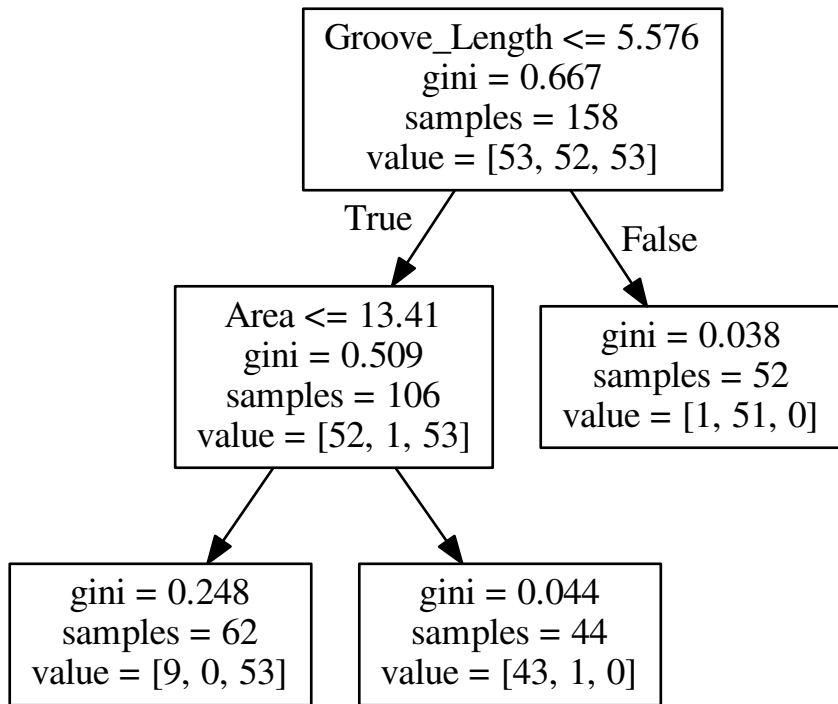 Groove_Length <= 5.576
gini = 0.667
samples = 158
value = [53, 52, 53]
True
False
Area <= 13.41
gini = 0.509
samples = 106
value = [52, 1, 53]
gini = 0.038
samples = 52
value = [1, 51, 0]
gini = 0.248
samples = 62
value = [9, 0, 53]
gini = 0.044
samples = 44
value = [43, 1, 0]